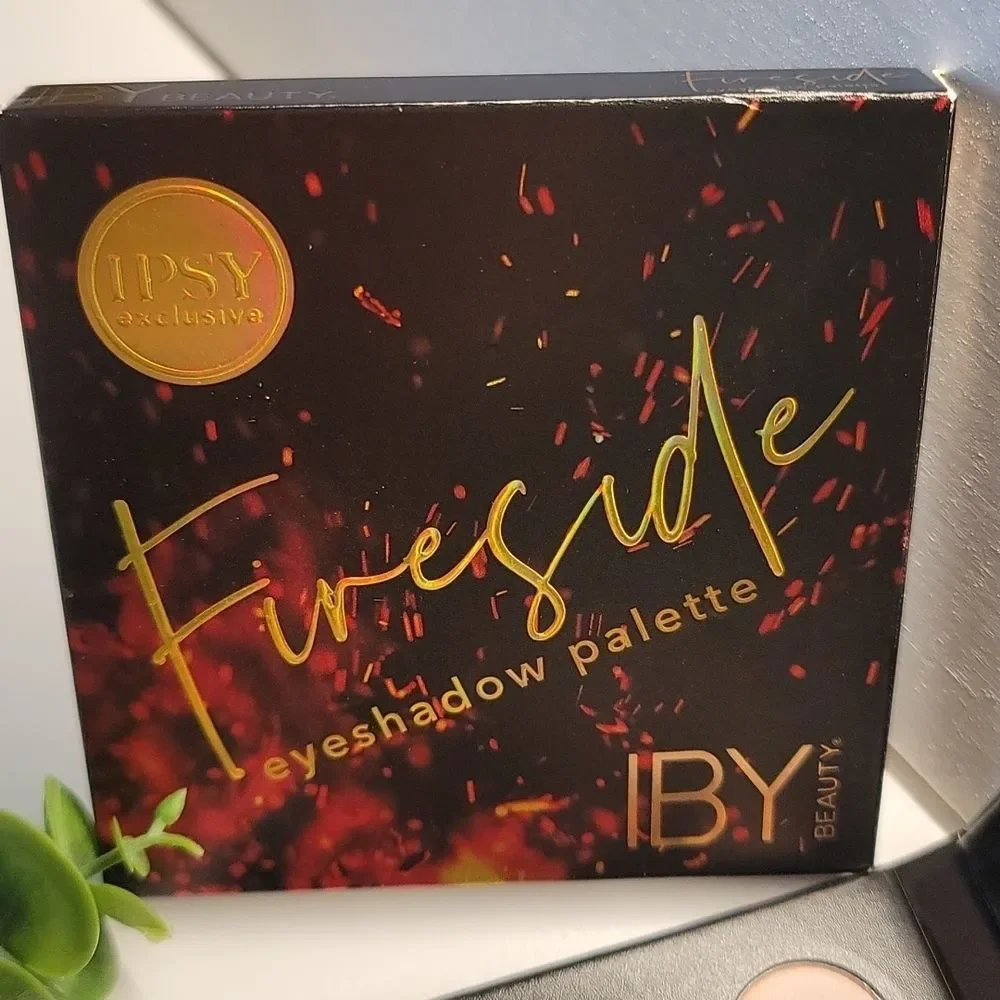 IBY BEAUTY
Fireside
IPSY
exclusive
Fireside
eyeshadow palette
IBY
BEAUTY®